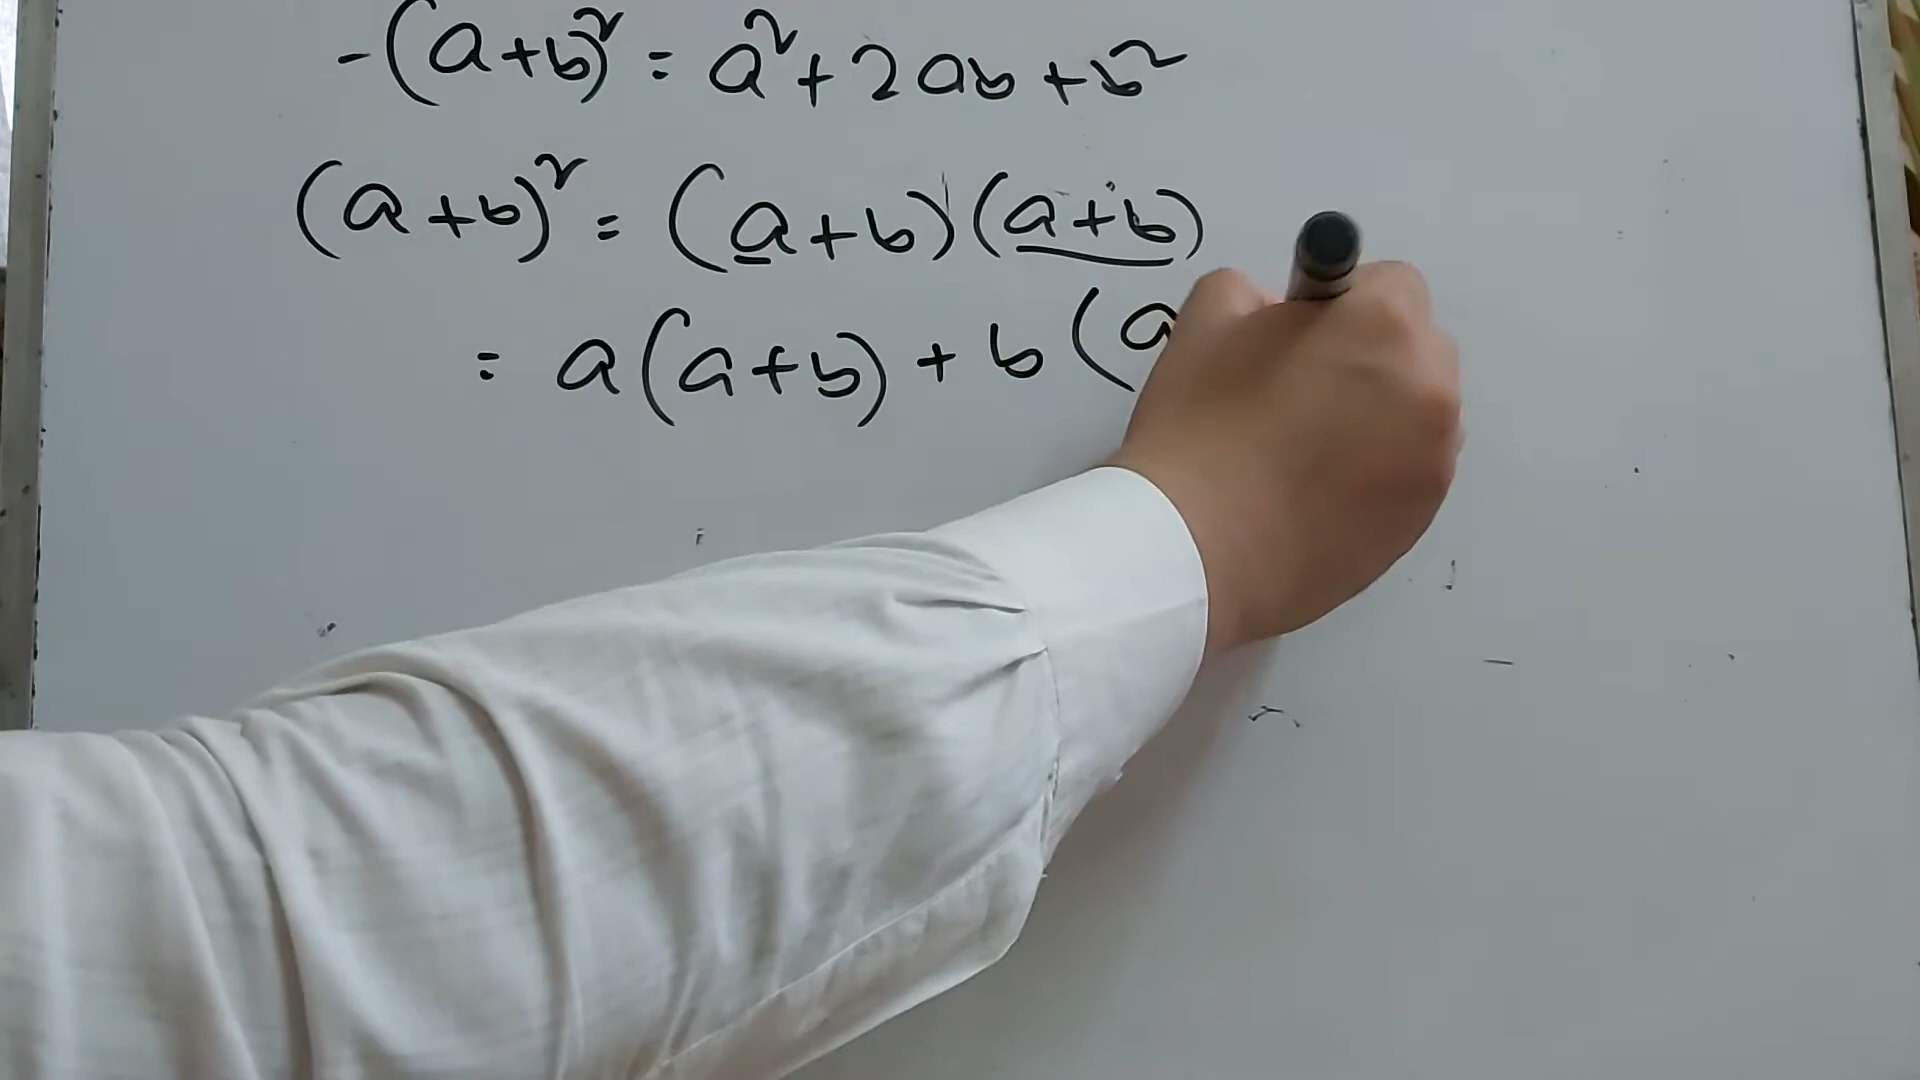 -(a+b)² = a² + 2ab + b²
(a+b)² = (a+b)(a+b)
= a(a+b) + b(a